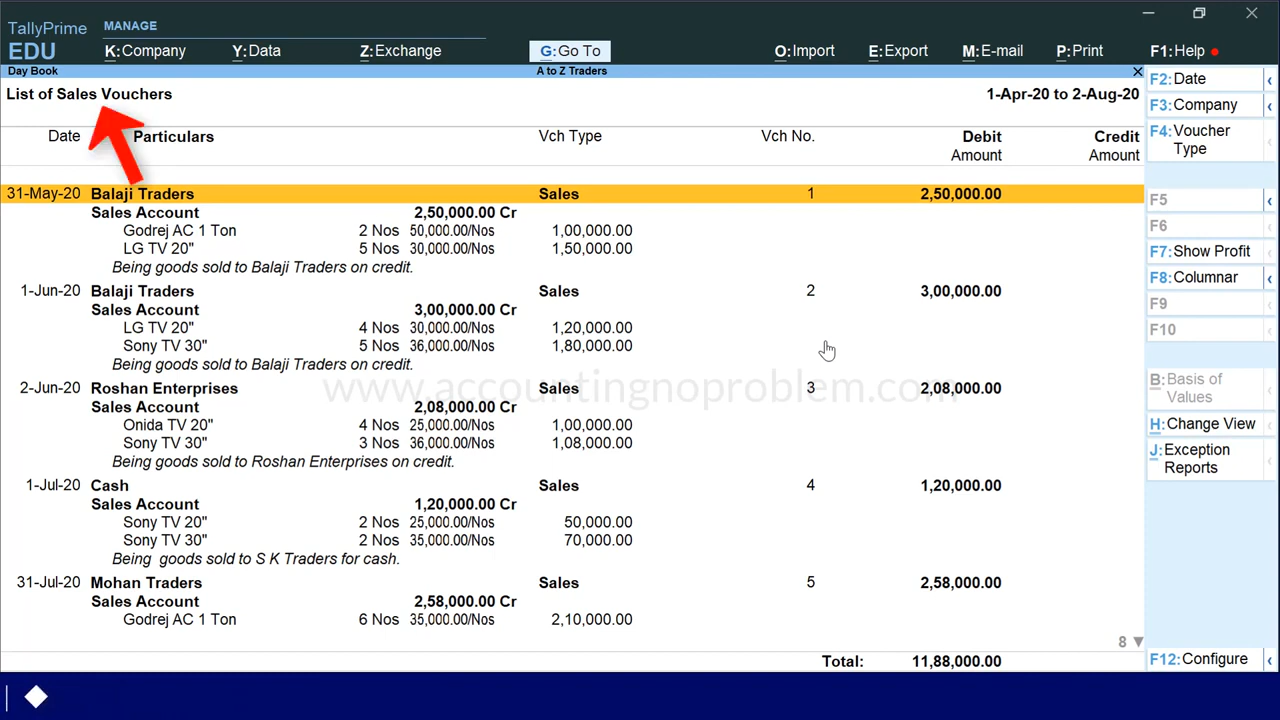 TallyPrime MANAGE
EDU K:Company Y:Data Z:Exchange G:Go To O:Import E:Export M:E-mail P:Print F1:Help
Day Book A to Z Traders
List of Sales Vouchers 1-Apr-20 to 2-Aug-20
Date Particulars Vch Type Vch No. Debit Credit
Amount Amount
31-May-20 Balaji Traders Sales 1 2,50,000.00
Sales Account 2,50,000.00 Cr
Godrej AC 1 Ton 2 Nos 50,000.00/Nos 1,00,000.00
LG TV 20" 5 Nos 30,000.00/Nos 1,50,000.00
Being goods sold to Balaji Traders on credit.
1-Jun-20 Balaji Traders Sales 2 3,00,000.00
Sales Account 3,00,000.00 Cr
LG TV 20" 4 Nos 30,000.00/Nos 1,20,000.00
Sony TV 30" 5 Nos 36,000.00/Nos 1,80,000.00
Being goods sold to Balaji Traders on credit.
www.accountingnoproblem.com
2-Jun-20 Roshan Enterprises Sales 3 2,08,000.00
Sales Account 2,08,000.00 Cr
Onida TV 20" 4 Nos 25,000.00/Nos 1,00,000.00
Sony TV 30" 3 Nos 36,000.00/Nos 1,08,000.00
Being goods sold to Roshan Enterprises on credit.
1-Jul-20 Cash Sales 4 1,20,000.00
Sales Account 1,20,000.00 Cr
Sony TV 20" 2 Nos 25,000.00/Nos 50,000.00
Sony TV 30" 2 Nos 35,000.00/Nos 70,000.00
Being goods sold to S K Traders for cash.
31-Jul-20 Mohan Traders Sales 5 2,58,000.00
Sales Account 2,58,000.00 Cr
Godrej AC 1 Ton 6 Nos 35,000.00/Nos 2,10,000.00
8
Total: 11,88,000.00
F2:Date
F3:Company
F4:Voucher
Type
F5
F6
F7:Show Profit
F8:Columnar
F9
F10
B:Basis of
Values
H:Change View
J:Exception
Reports
F12:Configure